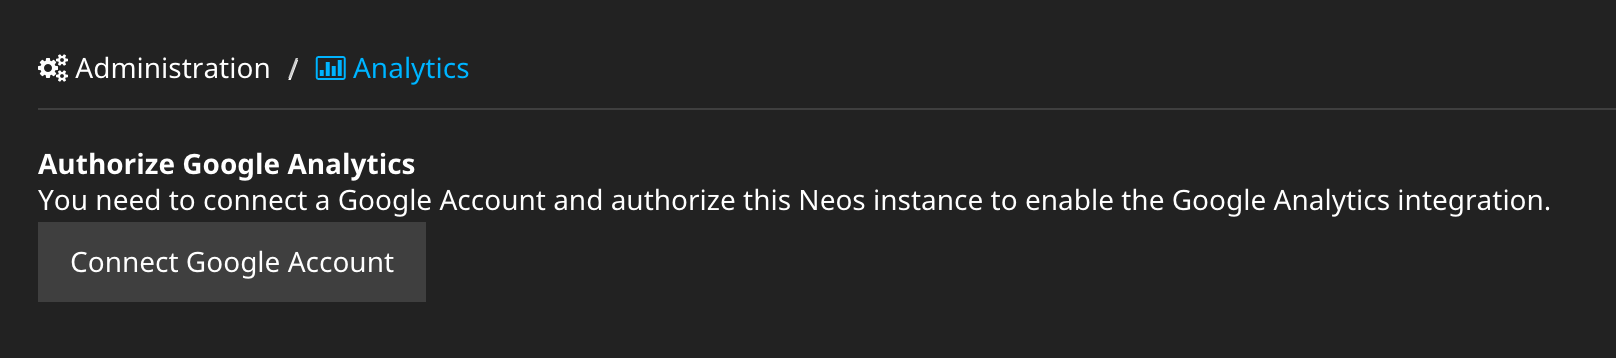 Administration / Analytics
Authorize Google Analytics
You need to connect a Google Account and authorize this Neos instance to enable the Google Analytics integration.
Connect Google Account